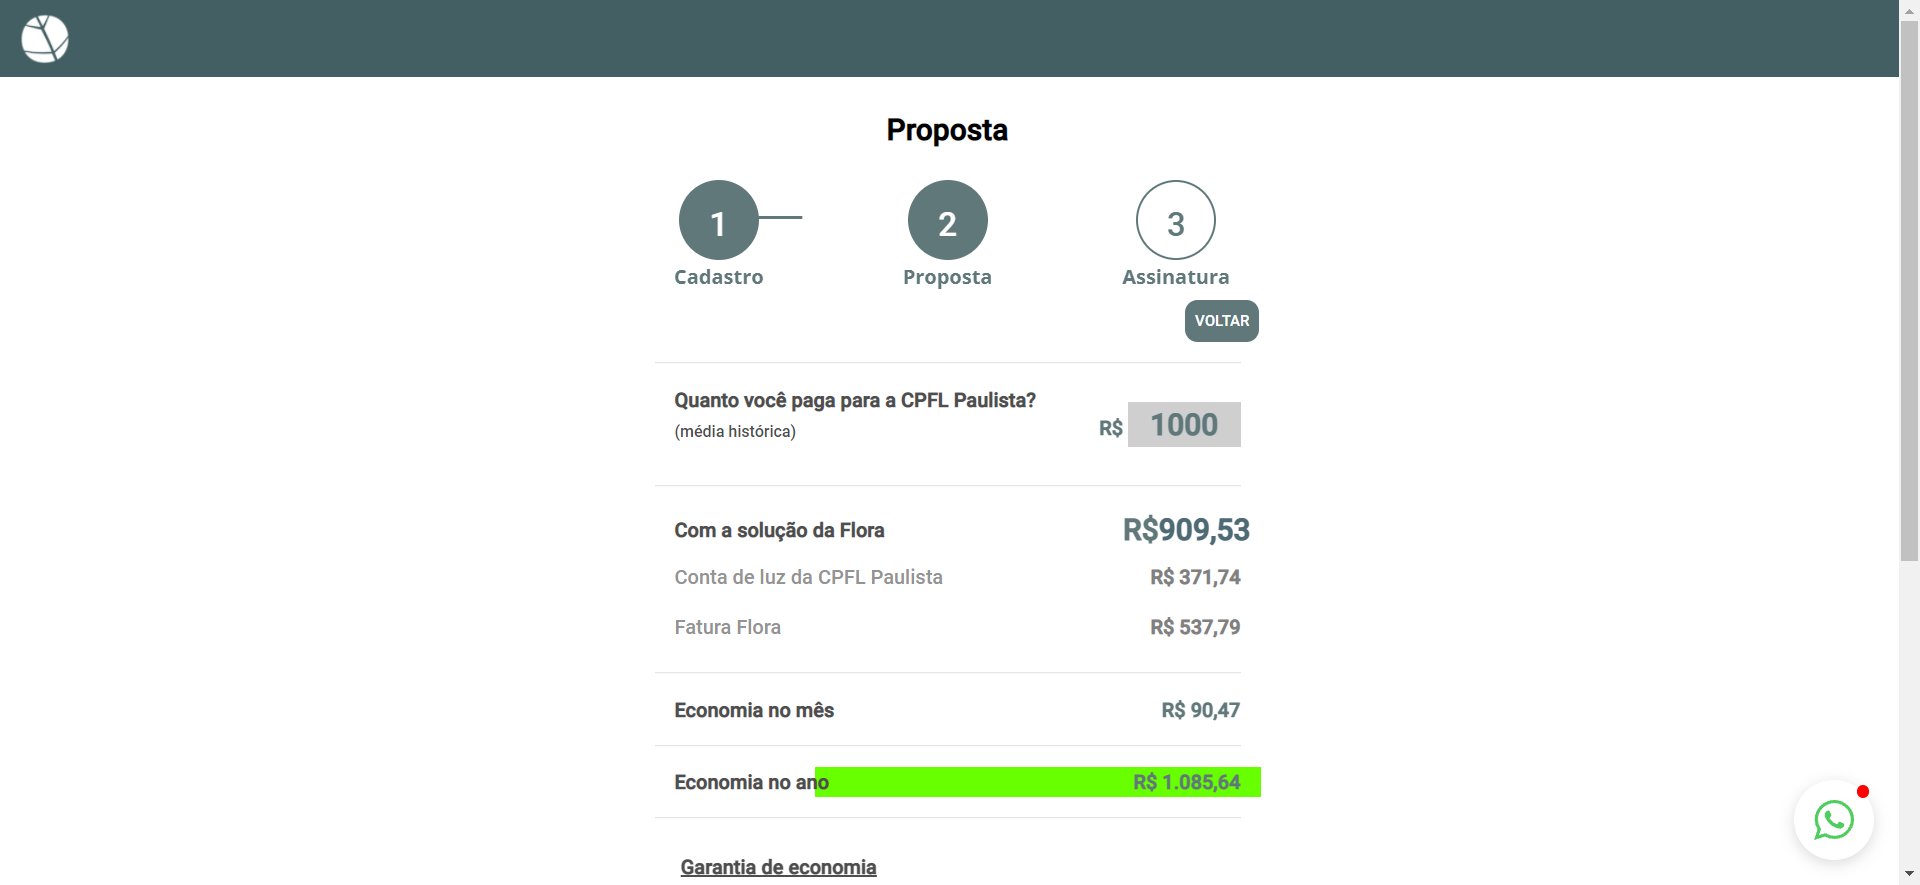 Proposta
1
2
3
Cadastro
Proposta
Assinatura
VOLTAR
Quanto você paga para a CPFL Paulista?
(média histórica)
R$ 1000
Com a solução da Flora R$909,53
Conta de luz da CPFL Paulista R$ 371,74
Fatura Flora R$ 537,79
Economia no mês R$ 90,47
Economia no ano R$ 1.085,64
Garantia de economia